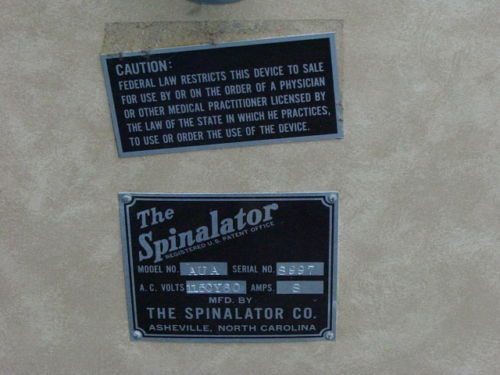 CAUTION:
FEDERAL LAW RESTRICTS THIS DEVICE TO SALE
FOR USE BY OR ON THE ORDER OF A PHYSICIAN
OR OTHER MEDICAL PRACTITIONER LICENSED BY
THE LAW OF THE STATE IN WHICH HE PRACTICES,
TO USE OR ORDER THE USE OF THE DEVICE.
The
Spinalator
REGISTERED U.S. PATENT OFFICE
MODEL NO. AUA SERIAL NO. 8997
A.C. VOLTS AMPS. 8
MFD. BY
THE SPINALATOR CO.
ASHEVILLE, NORTH CAROLINA